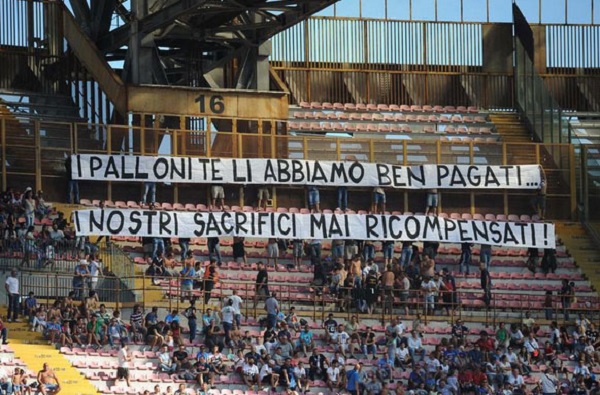 16
I PALLONI TE LI ABBIAMO BEN PAGATI...
I NOSTRI SACRIFICI MAI RICOMPENSATI!